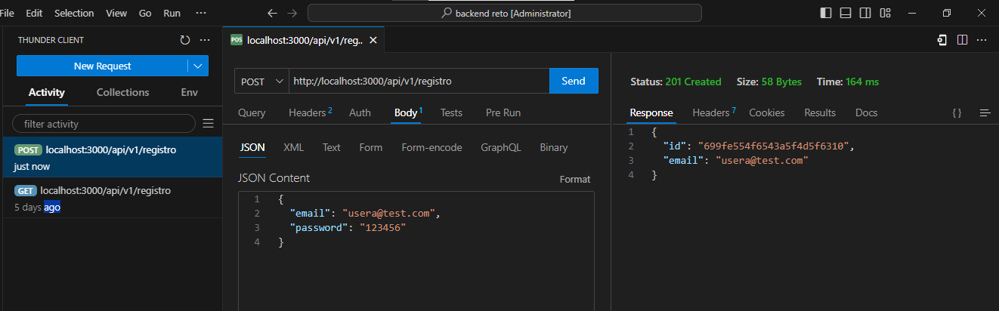 File Edit Selection View Go Run ...
backend reto [Administrator]
THUNDER CLIENT
New Request
Activity Collections Env
filter activity
POST localhost:3000/api/v1/registro
just now
GET localhost:3000/api/v1/registro
5 days ago
POS localhost:3000/api/v1/reg..
POST http://localhost:3000/api/v1/registro Send
Query Headers 2 Auth Body 1 Tests Pre Run
JSON XML Text Form Form-encode GraphQL Binary
JSON Content Format
1 {
2 "email": "usera@test.com",
3 "password": "123456"
4 }
Status: 201 Created Size: 58 Bytes Time: 164 ms
Response Headers 7 Cookies Results Docs {}
1 {
2 "id": "699fe554f6543a5f4d5f6310",
3 "email": "usera@test.com"
4 }